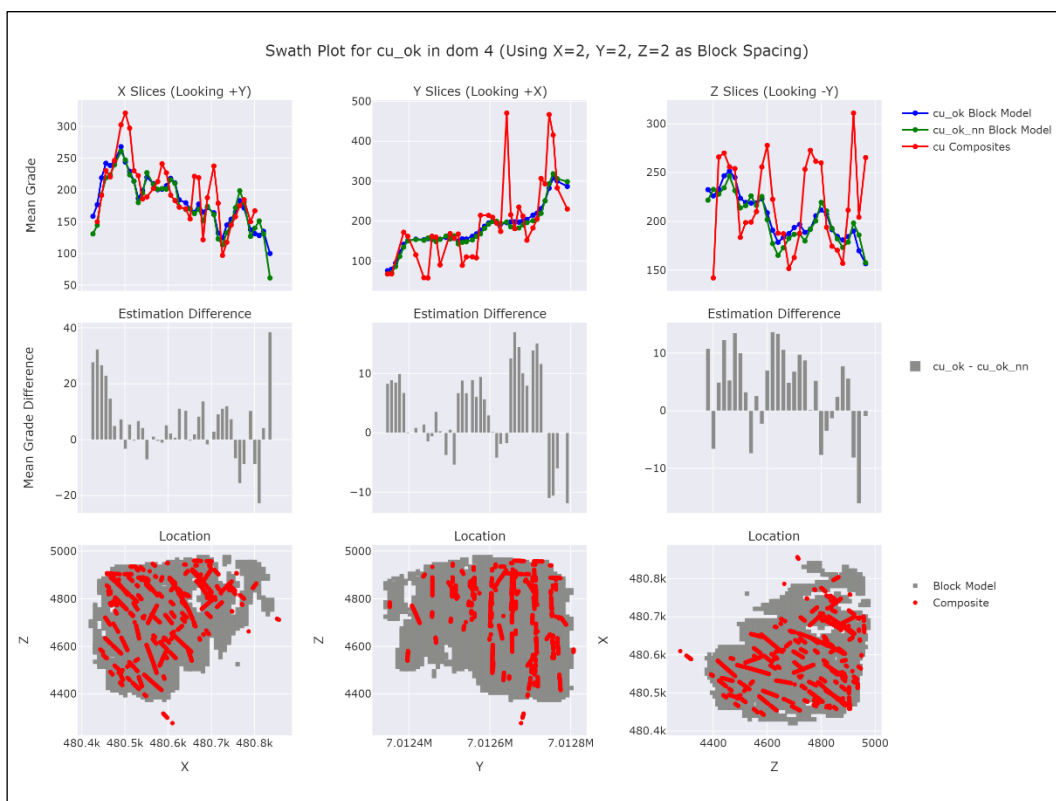 Swath Plot for cu_ok in dom 4 (Using X=2, Y=2, Z=2 as Block Spacing)
X Slices (Looking +Y)
Y Slices (Looking +X)
Z Slices (Looking -Y)
Mean Grade
300
250
200
150
100
50
500
400
300
200
100
300
250
200
150
cu_ok Block Model
cu_ok_nn Block Model
cu Composites
Estimation Difference
Estimation Difference
Estimation Difference
Mean Grade Difference
40
20
0
−20
10
0
−10
10
0
−10
cu_ok - cu_ok_nn
Location
Location
Location
Z
5000
4800
4600
4400
480.4k
480.5k
480.6k
480.7k
480.8k
X
Z
5000
4800
4600
4400
7.0124M
7.0126M
7.0128M
Y
X
480.8k
480.7k
480.6k
480.5k
480.4k
4400
4600
4800
5000
Z
Block Model
Composite